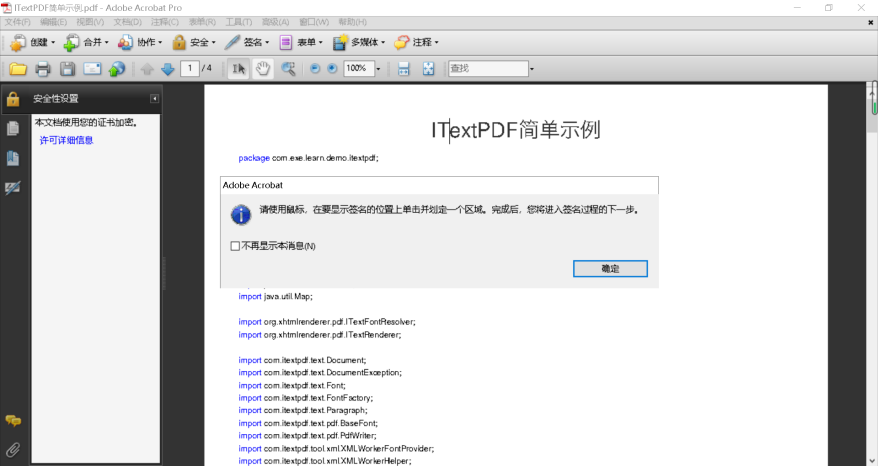 ITextPDF简单示例.pdf - Adobe Acrobat Pro
文件(F) 编辑(E) 视图(V) 文档(D) 注释(C) 表单(R) 工具(T) 高级(A) 窗口(W) 帮助(H)
创建 合并 协作 安全 签名 表单 多媒体 注释
1 / 4 100% 查找
安全性设置
本文档使用您的证书加密。
许可详细信息
ITextPDF简单示例
package com.exe.learn.demo.itextpdf;
Adobe Acrobat
请使用鼠标，在要显示签名的位置上单击并划定一个区域。完成后，您将进入签名过程的下一步。
不再显示本消息(N)
确定
import java.util.Map;
import org.xhtmlrenderer.pdf.ITextFontResolver;
import org.xhtmlrenderer.pdf.ITextRenderer;
import com.itextpdf.text.Document;
import com.itextpdf.text.DocumentException;
import com.itextpdf.text.Font;
import com.itextpdf.text.FontFactory;
import com.itextpdf.text.Paragraph;
import com.itextpdf.text.pdf.BaseFont;
import com.itextpdf.text.pdf.PdfWriter;
import com.itextpdf.tool.xml.XMLWorkerFontProvider;
import com.itextpdf.tool.xml.XMLWorkerHelper;